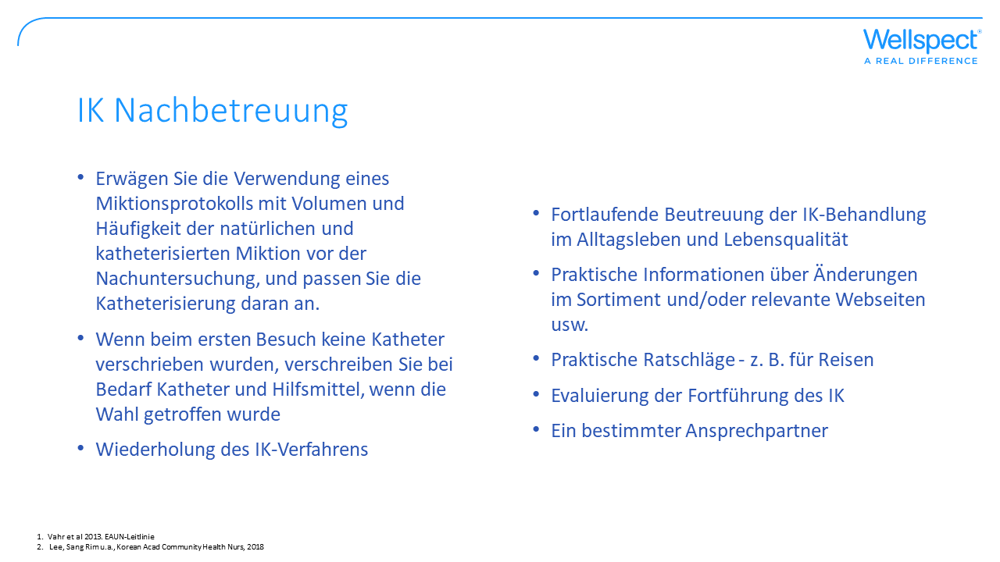 Wellspect®
A REAL DIFFERENCE
IK Nachbetreuung
• Erwägen Sie die Verwendung eines
Miktionsprotokolls mit Volumen und
Häufigkeit der natürlichen und
katheterisierten Miktion vor der
Nachuntersuchung, und passen Sie die
Katheterisierung daran an.
• Wenn beim ersten Besuch keine Katheter
verschrieben wurden, verschreiben Sie bei
Bedarf Katheter und Hilfsmittel, wenn die
Wahl getroffen wurde
• Wiederholung des IK-Verfahrens
• Fortlaufende Beutreuung der IK-Behandlung
im Alltagsleben und Lebensqualität
• Praktische Informationen über Änderungen
im Sortiment und/oder relevante Webseiten
usw.
• Praktische Ratschläge - z. B. für Reisen
• Evaluierung der Fortführung des IK
• Ein bestimmter Ansprechpartner
1. Vahr et al 2013. EAUN-Leitlinie
2. Lee, Sang Rim u.a., Korean Acad Community Health Nurs, 2018